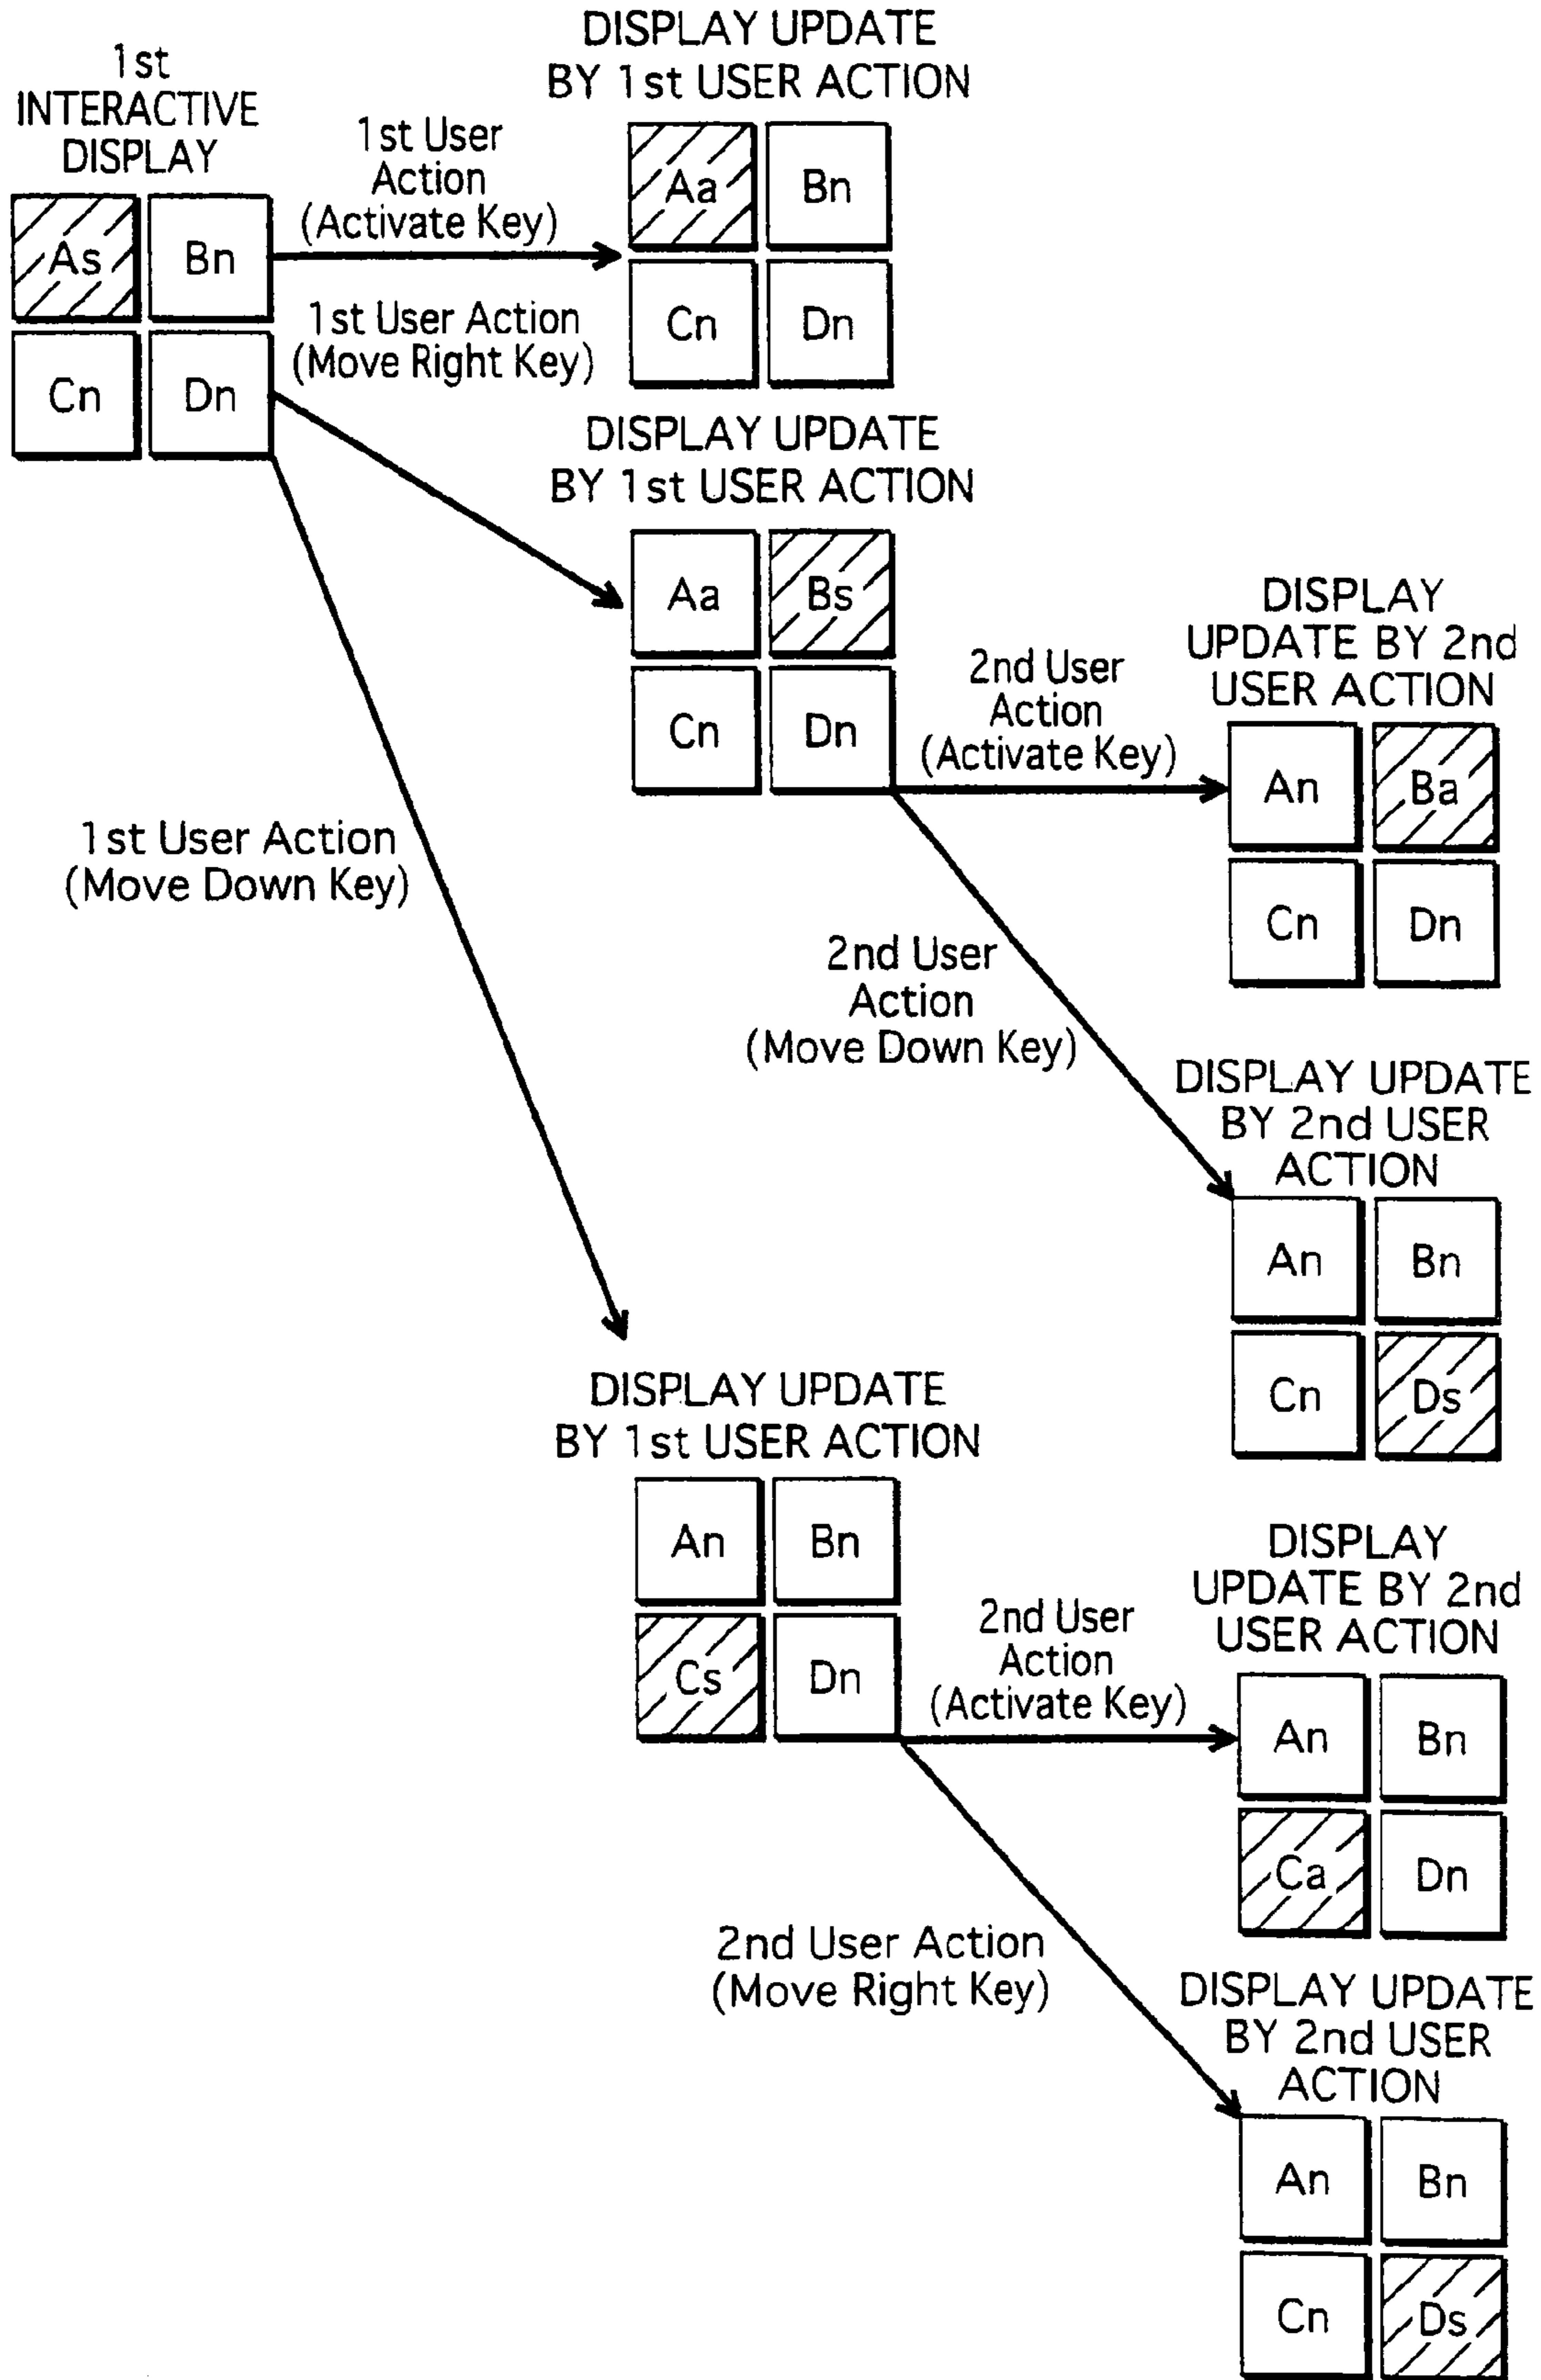 1st
INTERACTIVE
DISPLAY
As
Bn
Cn
Dn
1st User
Action
(Activate Key)
1st User Action
(Move Right Key)
DISPLAY UPDATE
BY 1st USER ACTION
Aa
Bn
Cn
Dn
DISPLAY UPDATE
BY 1st USER ACTION
Aa
Bs
Cn
Dn
2nd User
Action
(Activate Key)
DISPLAY
UPDATE BY 2nd
USER ACTION
An
Ba
Cn
Dn
1st User Action
(Move Down Key)
2nd User
Action
(Move Down Key)
DISPLAY UPDATE
BY 2nd USER
ACTION
An
Bn
Cn
Ds
DISPLAY UPDATE
BY 1st USER ACTION
An
Bn
Cs
Dn
2nd User
Action
(Activate Key)
DISPLAY
UPDATE BY 2nd
USER ACTION
An
Bn
Ca
Dn
2nd User Action
(Move Right Key)
DISPLAY UPDATE
BY 2nd USER
ACTION
An
Bn
Cn
Ds